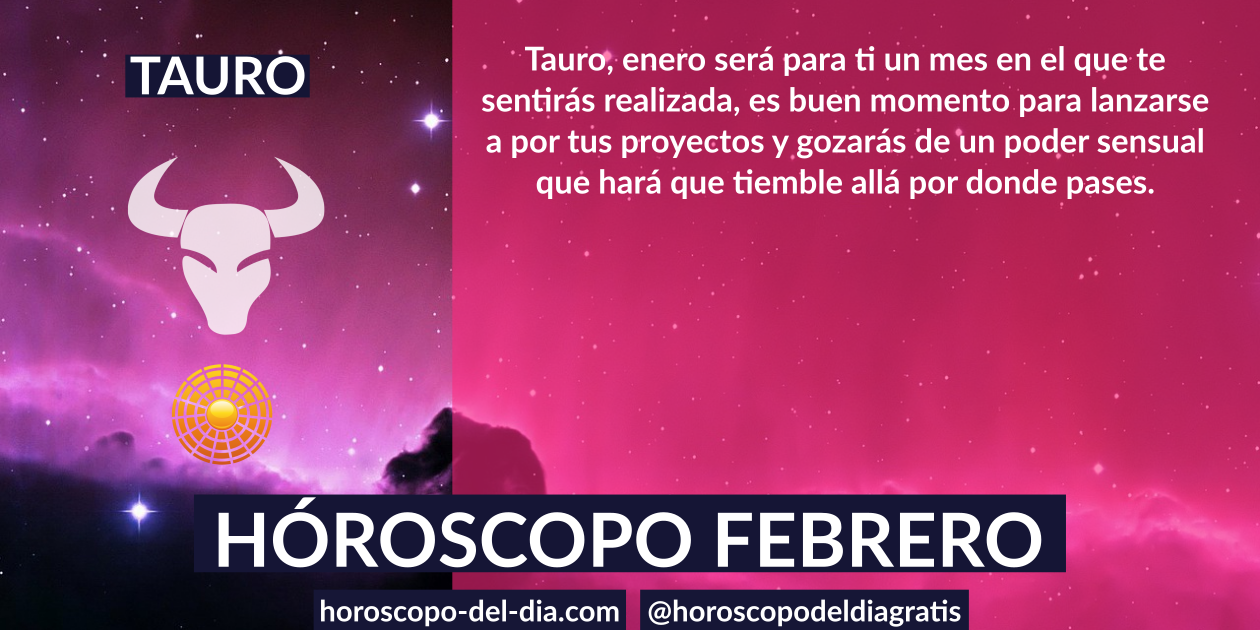 TAURO
Tauro, enero será para ti un mes en el que te
sentirás realizada, es buen momento para lanzarse
a por tus proyectos y gozarás de un poder sensual
que hará que tiemble allá por donde pases.
HÓROSCOPO FEBRERO
horoscopo-del-dia.com
@horoscopodeldiagratis